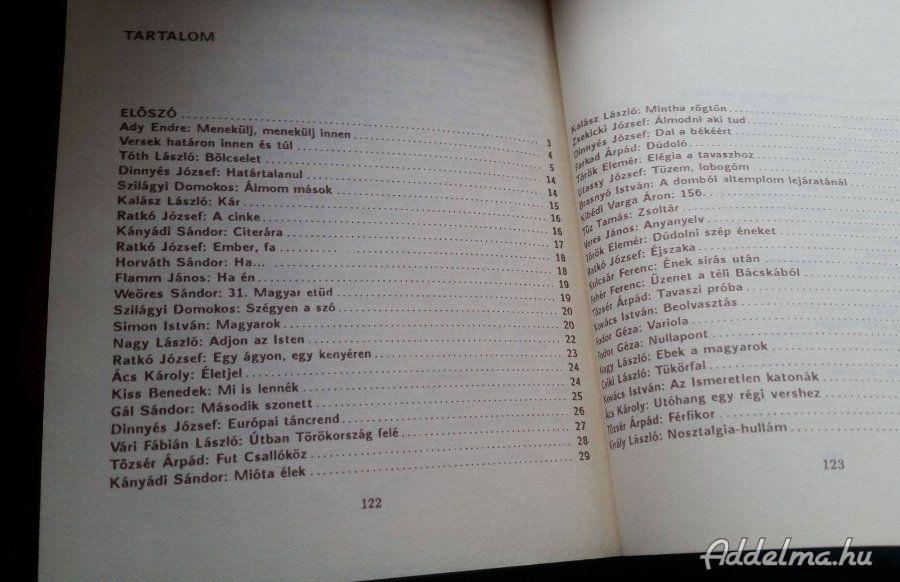 TARTALOM
ELŐSZÓ 3
Ady Endre: Menekülj, menekülj innen 4
Versek határon innen és túl 5
Tóth László: Bölcselet 14
Dinnyés József: Határtalanul 14
Szilágyi Domokos: Álmom mások 15
Kalász László: Kár 16
Ratkó József: A cinke 16
Kányádi Sándor: Citerára 17
Ratkó József: Ember, fa 18
Horváth Sándor: Ha... 18
Flamm János: Ha én 19
Weöres Sándor: 31. Magyar etüd 19
Szilágyi Domokos: Szégyen a szó 20
Simon István: Magyarok 20
Nagy László: Adjon az Isten 22
Ratkó József: Egy ágyon, egy kenyéren 23
Ács Károly: Életjel 24
Kiss Benedek: Mi is lennék 24
Gál Sándor: Második szonett 25
Dinnyés József: Európai táncrend 26
Vári Fábián László: Útban Törökország felé 27
Tőzsér Árpád: Fut Csallóköz 28
Kányádi Sándor: Mióta élek 29
122
Kalász László: Mintha rögtön
Zsekicki József: Álmodni aki tud
Dinnyés József: Dal a békéért
Farkad Árpád: Dúdoló
Török Elemér: Elégia a tavaszhoz
Utassy József: Tüzem, lobogóm
Brasnyó István: A dombói altemplom lejáratánál
Kibédi Varga Áron: 156.
Tűz Tamás: Zsoltár
Veres János: Anyanyelv
Török Elemér: Dúdolni szép éneket
Ratkó József: Éjszaka
Kulcsár Ferenc: Ének sírás után
Fehér Ferenc: Üzenet a téli Bácskából
Tőzsér Árpád: Tavaszi próba
Kovács István: Beolvasztás
Fodor Géza: Variola
Fodor Géza: Nullapont
Nagy László: Ebek a magyarok
Csiki László: Tükörfal
Kovács István: Az Ismeretlen katonák
Ács Károly: Utóhang egy régi vershez
Tőzsér Árpád: Férfikor
Király László: Nosztalgia-hullám
123
Addelma.hu